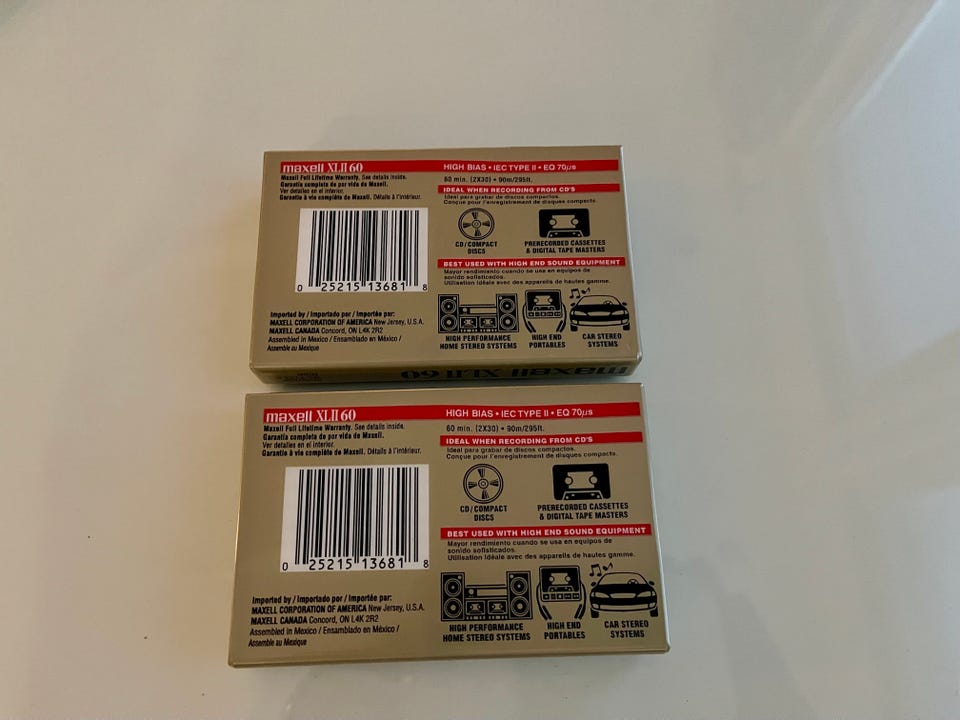 maxell XLII 60
Maxell Full Lifetime Warranty. See details inside.
Garantía completa de por vida de Maxell.
Ver detalles en el interior.
Garantie à vie complète de Maxell. Détails à l'intérieur.
0 25215 13681 8
Imported by / Importado por / Importée par:
MAXELL CORPORATION OF AMERICA New Jersey, U.S.A.
MAXELL CANADA Concord, ON L4K 2R2
Assembled in Mexico / Ensamblado en México /
Assemble au Mexique
HIGH BIAS • IEC TYPE II • EQ 70µs
60 min. (2X30) • 90m/295ft.
IDEAL WHEN RECORDING FROM CD'S
Ideal para grabar de discos compactos.
Conçue pour l'enregistrement de disques compacts.
CD/COMPACT
DISCS
PRERECORDED CASSETTES
& DIGITAL TAPE MASTERS
BEST USED WITH HIGH END SOUND EQUIPMENT
Mayor rendimiento cuando se usa en equipos de
sonido sofisticados.
Utilisation idéale avec des appareils de hautes gamme.
HIGH PERFORMANCE
HOME STEREO SYSTEMS
HIGH END
PORTABLES
CAR STEREO
SYSTEMS
maxell XLII 60
maxell XLII 60
Maxell Full Lifetime Warranty. See details inside.
Garantía completa de por vida de Maxell.
Ver detalles en el interior.
Garantie à vie complète de Maxell. Détails à l'intérieur.
0 25215 13681 8
Imported by / Importado por / Importée par:
MAXELL CORPORATION OF AMERICA New Jersey, U.S.A.
MAXELL CANADA Concord, ON L4K 2R2
Assembled in Mexico / Ensamblado en México /
Assemble au Mexique
HIGH BIAS • IEC TYPE II • EQ 70µs
60 min. (2X30) • 90m/295ft.
IDEAL WHEN RECORDING FROM CD'S
Ideal para grabar de discos compactos.
Conçue pour l'enregistrement de disques compacts.
CD/COMPACT
DISCS
PRERECORDED CASSETTES
& DIGITAL TAPE MASTERS
BEST USED WITH HIGH END SOUND EQUIPMENT
Mayor rendimiento cuando se usa en equipos de
sonido sofisticados.
Utilisation idéale avec des appareils de hautes gamme.
HIGH PERFORMANCE
HOME STEREO SYSTEMS
HIGH END
PORTABLES
CAR STEREO
SYSTEMS